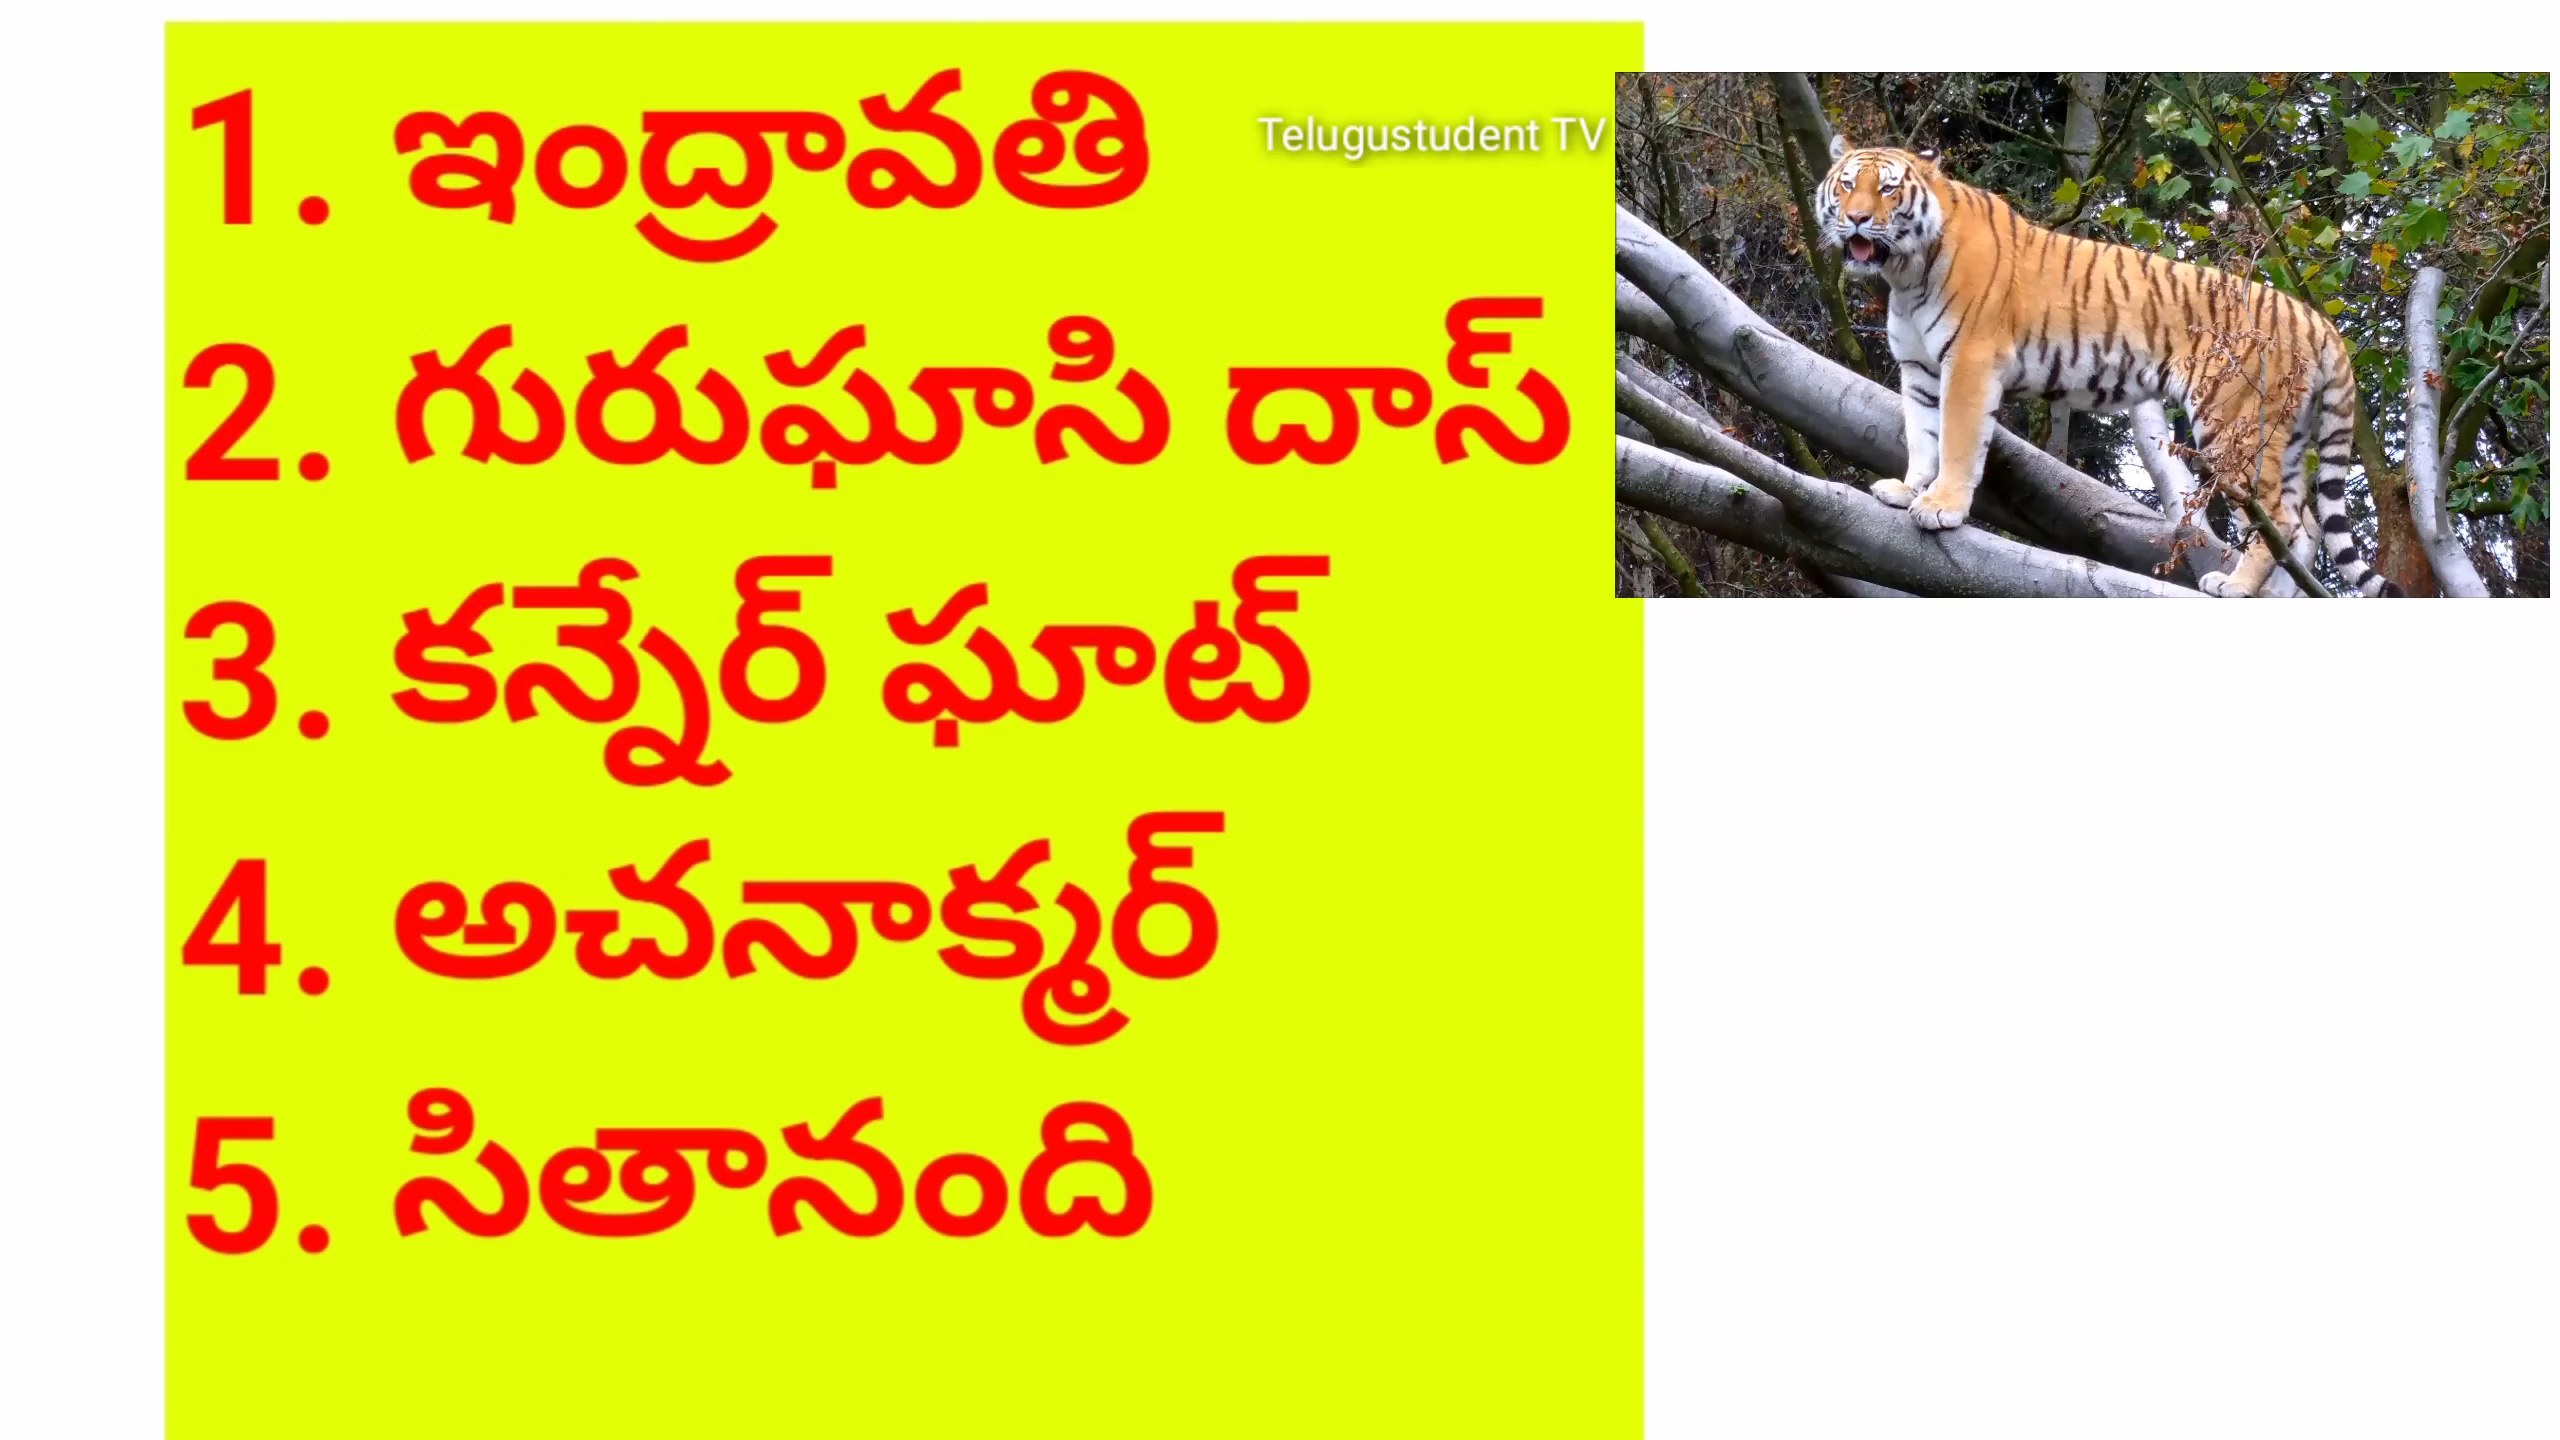 1. ఇంద్రావతి
Telugustudent TV
2. గురుఘాసి దాస్
3. కన్నేర్ ఘాట్
4. అచనాక్మర్
5. సితానంది